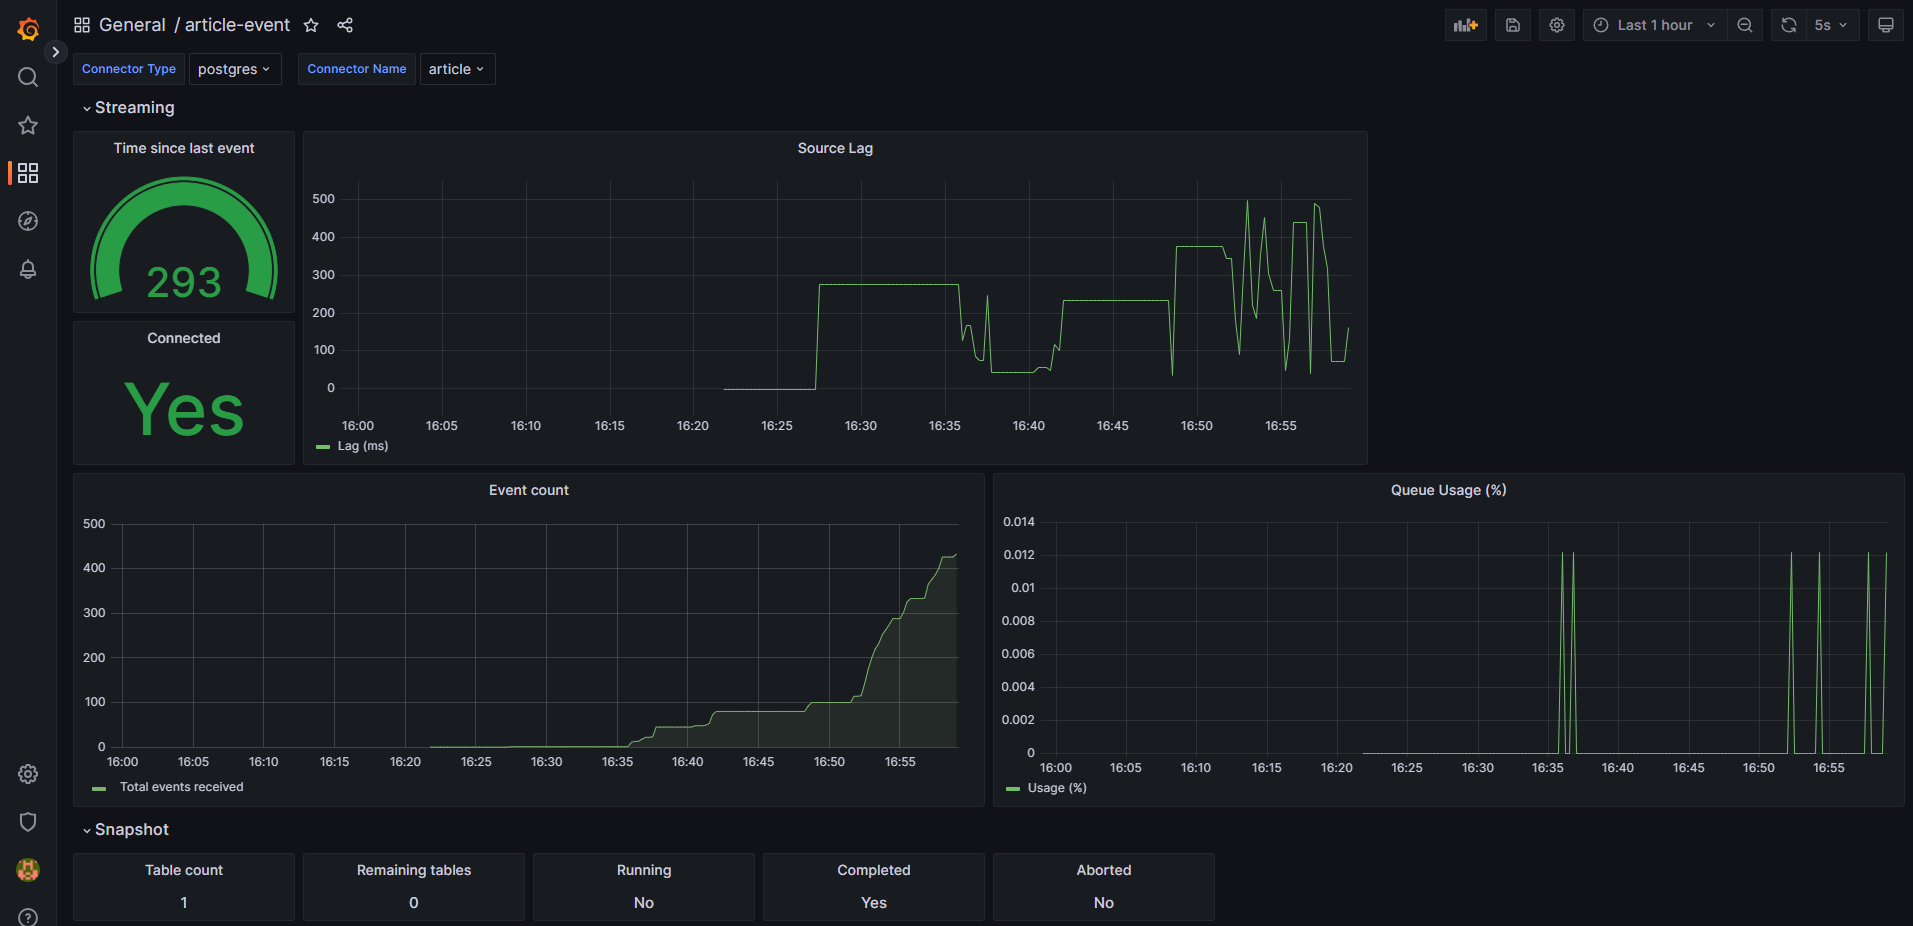 General / article-event
Last 1 hour
5s
Connector Type
postgres
Connector Name
article
Streaming
Time since last event
293
Connected
Yes
Source Lag
500
400
300
200
100
0
16:00 16:05 16:10 16:15 16:20 16:25 16:30 16:35 16:40 16:45 16:50 16:55
Lag (ms)
Event count
500
400
300
200
100
0
16:00 16:05 16:10 16:15 16:20 16:25 16:30 16:35 16:40 16:45 16:50 16:55
Total events received
Queue Usage (%)
0.014
0.012
0.01
0.008
0.006
0.004
0.002
0
16:00 16:05 16:10 16:15 16:20 16:25 16:30 16:35 16:40 16:45 16:50 16:55
Usage (%)
Snapshot
Table count
1
Remaining tables
0
Running
No
Completed
Yes
Aborted
No